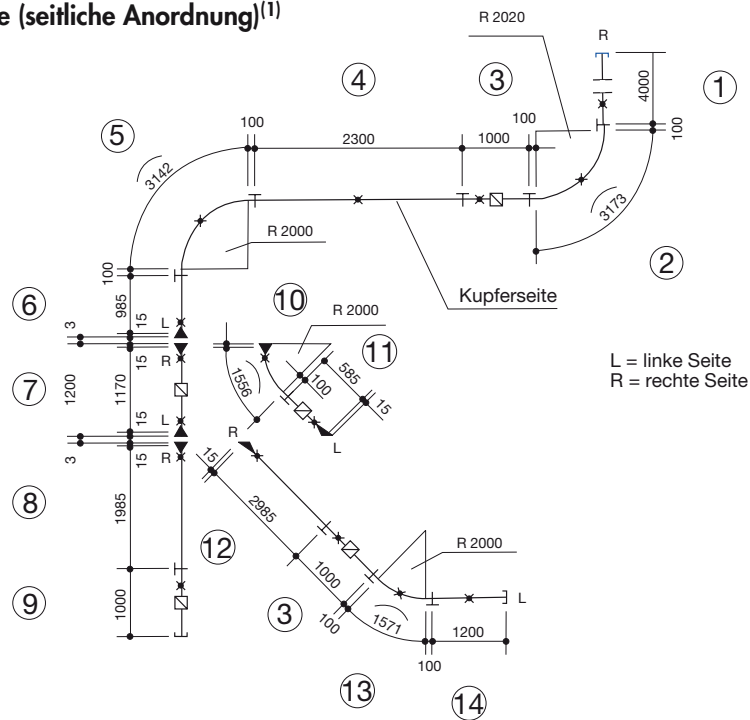 e (seitliche Anordnung)(1)
R 2020
R
4
3
1
4000
100
5
100
2300
1000
100
3142
3173
R 2000
2
100
Kupferseite
6
985
10
R 2000
3
15
L
11
L = linke Seite
R = rechte Seite
15
R
1556
100
585
15
7
1200
1170
15
L
R
L
3
15
R
15
8
1985
2985
12
R 2000
9
1000
1000
L
3
100
1571
1200
100
13
14